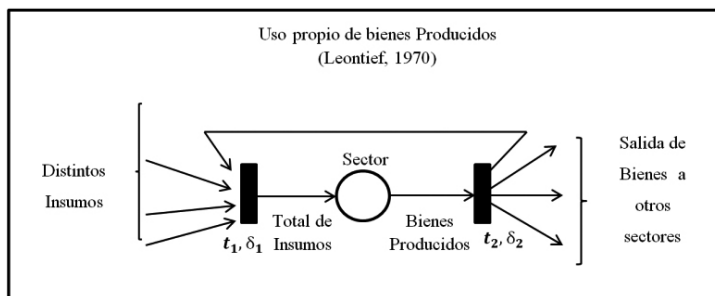 Uso propio de bienes Producidos
(Leontief, 1970)
Distintos
Insumos
t₁, δ₁
Total de
Insumos
Sector
Bienes
Producidos
t₂, δ₂
Salida de
Bienes a
otros
sectores